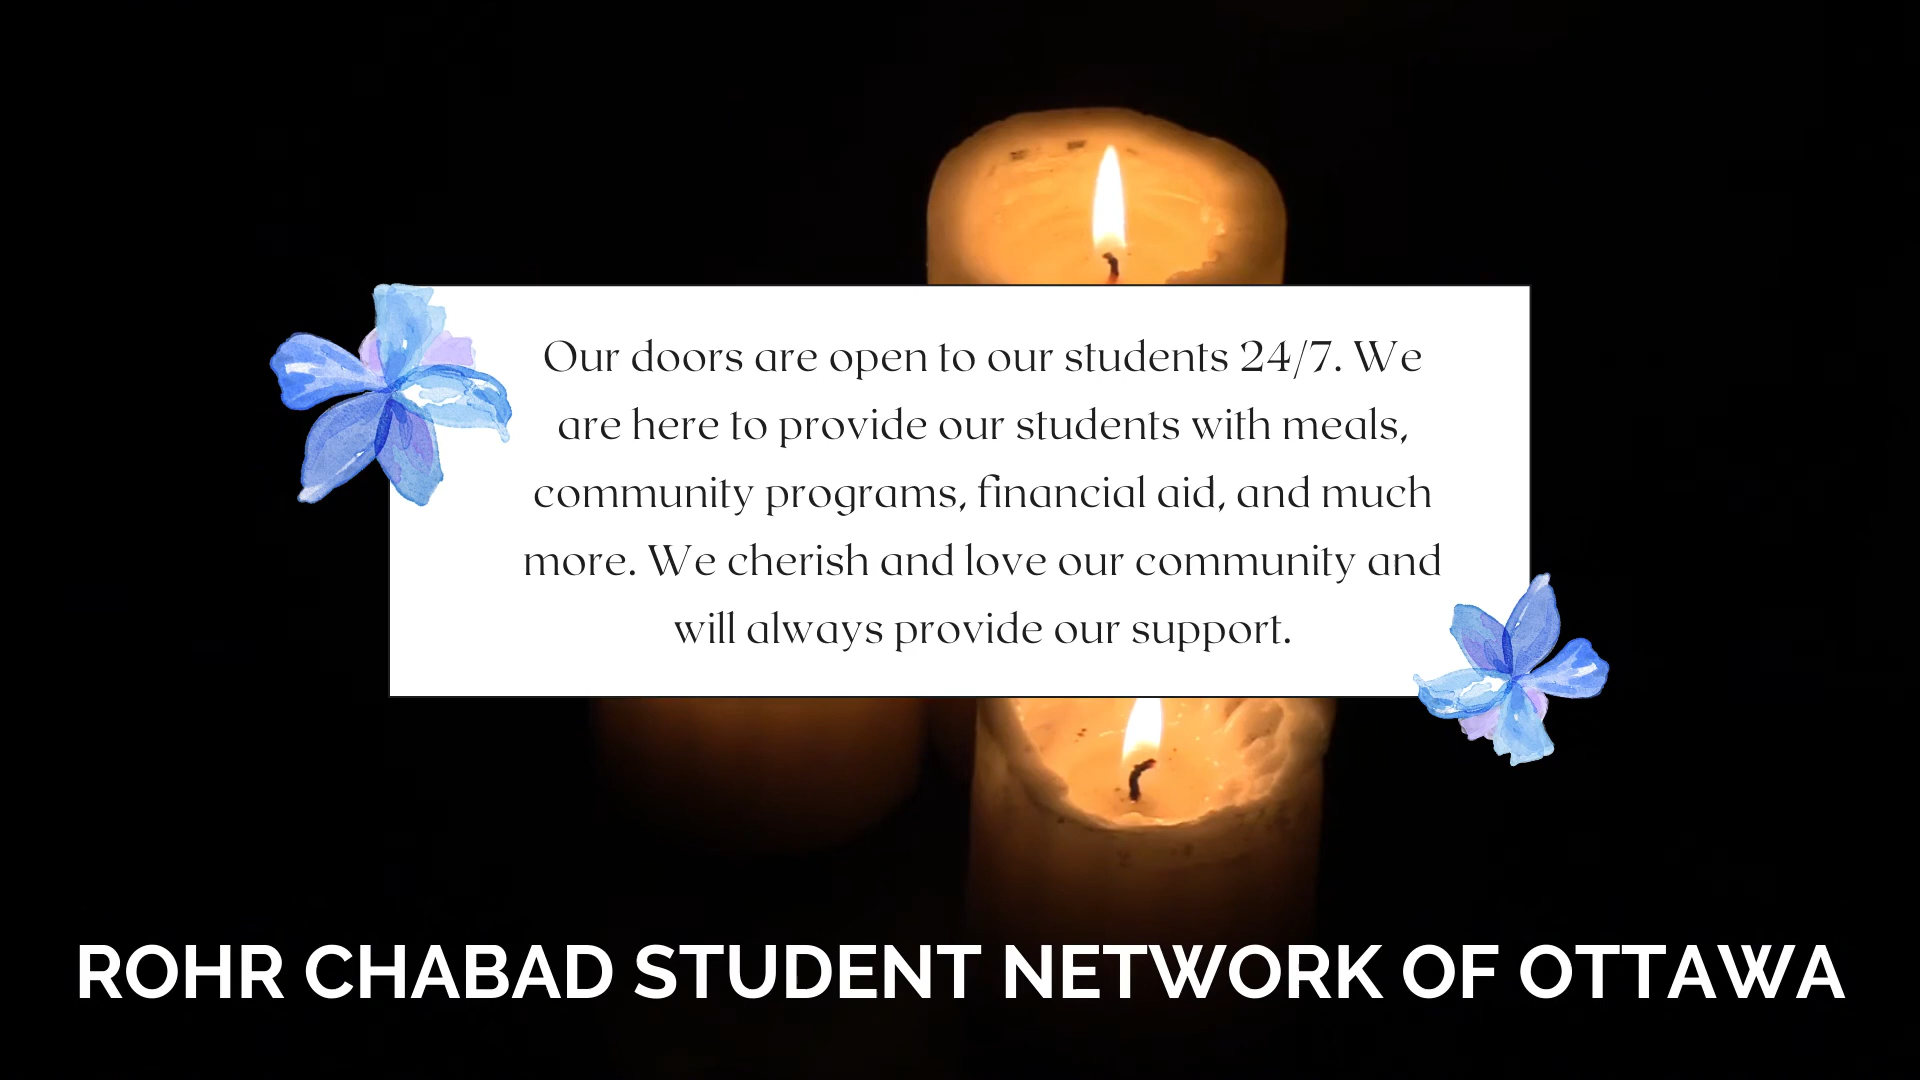 Our doors are open to our students 24/7. We
are here to provide our students with meals,
community programs, financial aid, and much
more. We cherish and love our community and
will always provide our support.
ROHR CHABAD STUDENT NETWORK OF OTTAWA